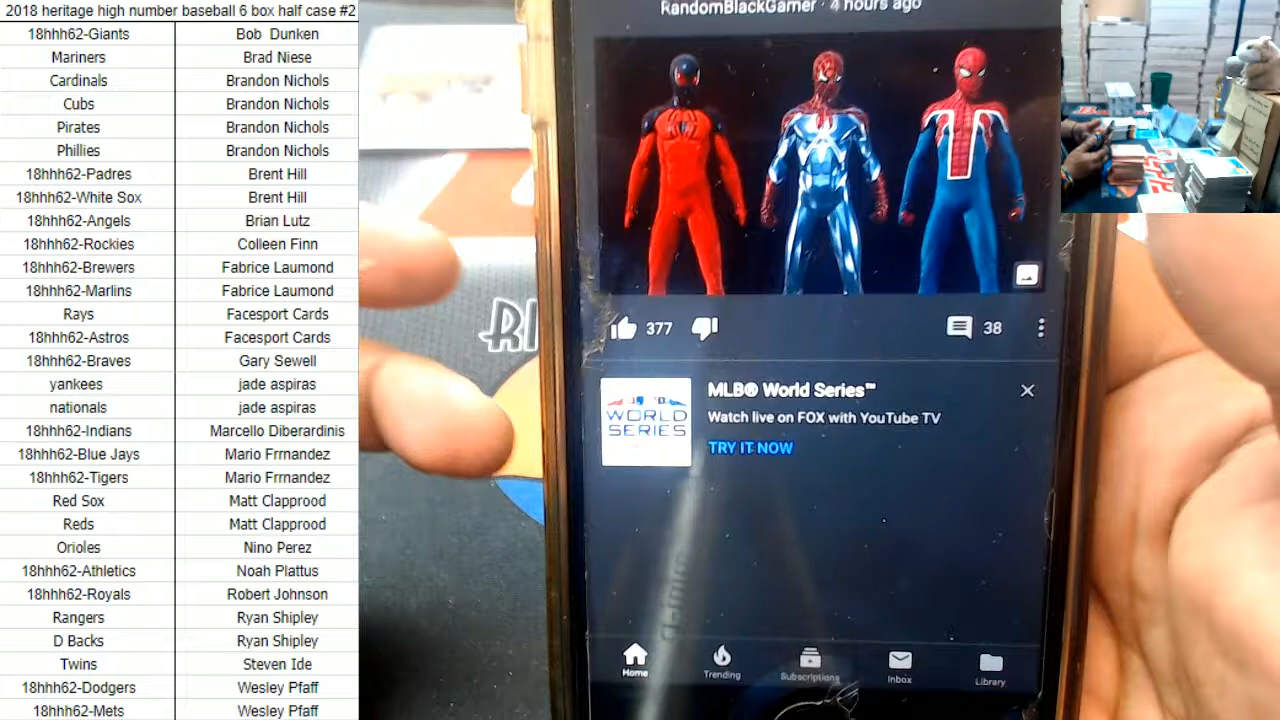 2018 heritage high number baseball 6 box half case #2
18hhh62-Giants Bob Dunken
Mariners Brad Niese
Cardinals Brandon Nichols
Cubs Brandon Nichols
Pirates Brandon Nichols
Phillies Brandon Nichols
18hhh62-Padres Brent Hill
18hhh62-White Sox Brent Hill
18hhh62-Angels Brian Lutz
18hhh62-Rockies Colleen Finn
18hhh62-Brewers Fabrice Laumond
18hhh62-Marlins Fabrice Laumond
Rays Facesport Cards
18hhh62-Astros Facesport Cards
18hhh62-Braves Gary Sewell
yankees jade aspiras
nationals jade aspiras
18hhh62-Indians Marcello Diberardinis
18hhh62-Blue Jays Mario Frrnandez
18hhh62-Tigers Mario Frrnandez
Red Sox Matt Clapprood
Reds Matt Clapprood
Orioles Nino Perez
18hhh62-Athletics Noah Plattus
18hhh62-Royals Robert Johnson
Rangers Ryan Shipley
D Backs Ryan Shipley
Twins Steven Ide
18hhh62-Dodgers Wesley Pfaff
18hhh62-Mets Wesley Pfaff
RandomBlackGamer · 4 hours ago
377
38
MLB® World Series™
Watch live on FOX with YouTube TV
TRY IT NOW
WORLD
SERIES
Home
Trending
Subscriptions
Inbox
Library
RI